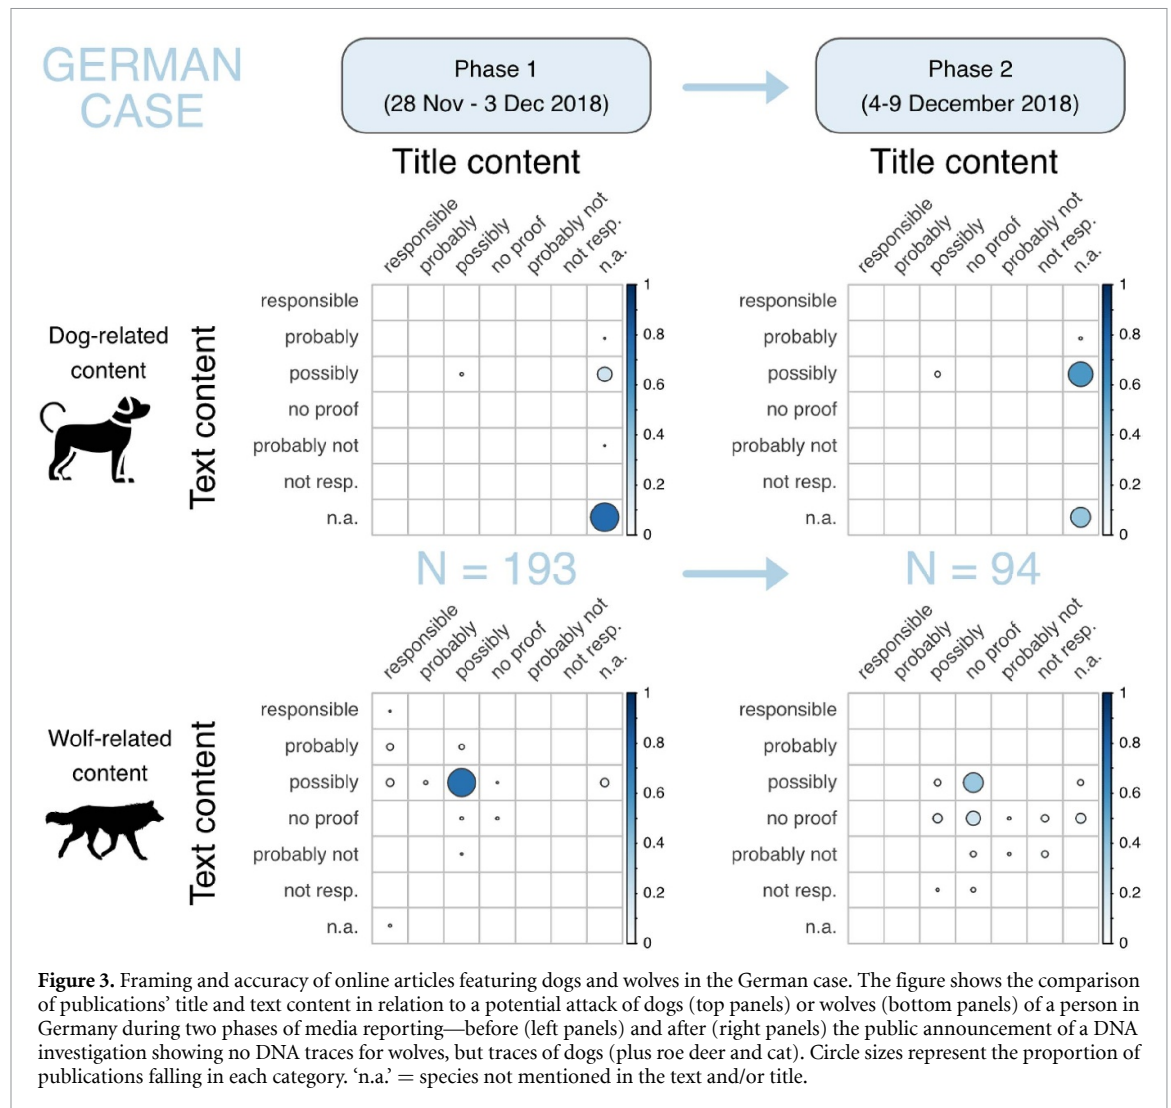 GERMAN
CASE
Phase 1
(28 Nov - 3 Dec 2018)
Phase 2
(4-9 December 2018)
Title content
Title content
responsible
probably
possibly
no proof
probably not
not resp.
n.a.
responsible
probably
possibly
no proof
probably not
not resp.
n.a.
Dog-related
content
Text content
responsible
probably
possibly
no proof
probably not
not resp.
n.a.
1
0.8
0.6
0.4
0.2
0
responsible
probably
possibly
no proof
probably not
not resp.
n.a.
1
0.8
0.6
0.4
0.2
0
N = 193
N = 94
responsible
probably
possibly
no proof
probably not
not resp.
n.a.
responsible
probably
possibly
no proof
probably not
not resp.
n.a.
Wolf-related
content
Text content
responsible
probably
possibly
no proof
probably not
not resp.
n.a.
1
0.8
0.6
0.4
0.2
0
responsible
probably
possibly
no proof
probably not
not resp.
n.a.
1
0.8
0.6
0.4
0.2
0
Figure 3. Framing and accuracy of online articles featuring dogs and wolves in the German case. The figure shows the comparison
of publications’ title and text content in relation to a potential attack of dogs (top panels) or wolves (bottom panels) of a person in
Germany during two phases of media reporting—before (left panels) and after (right panels) the public announcement of a DNA
investigation showing no DNA traces for wolves, but traces of dogs (plus roe deer and cat). Circle sizes represent the proportion of
publications falling in each category. ‘n.a.’ = species not mentioned in the text and/or title.